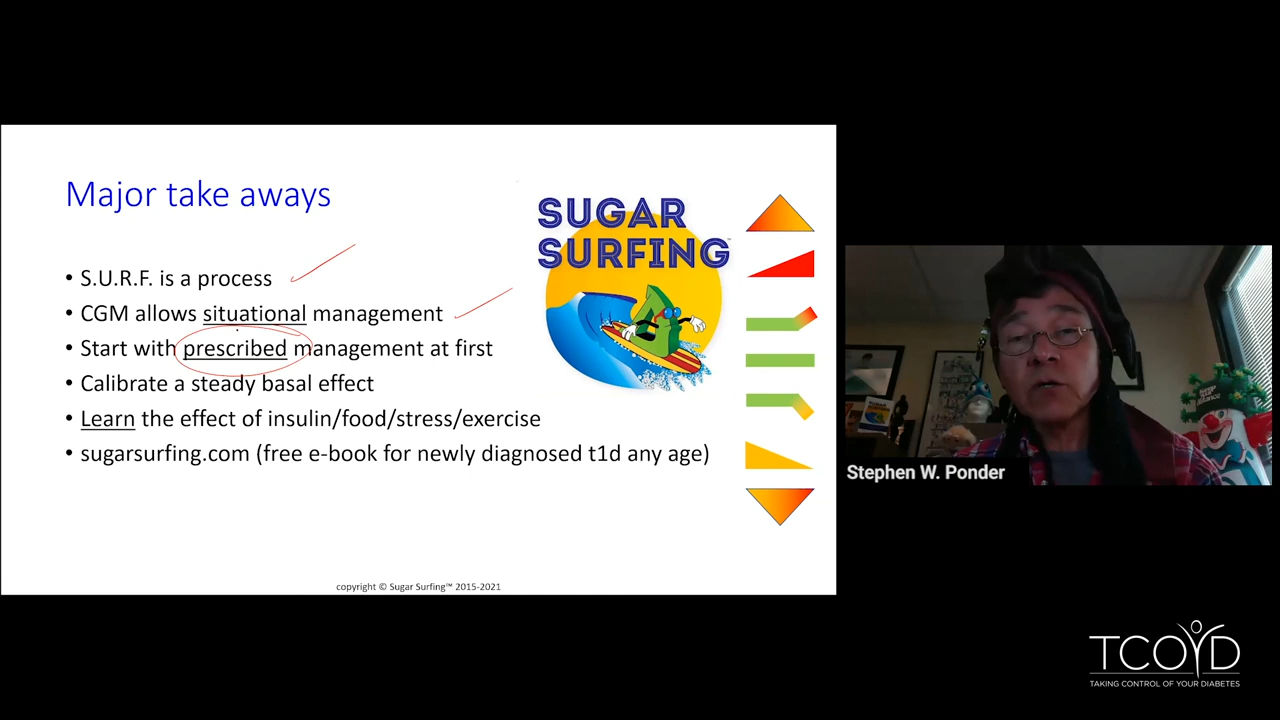 Major take aways
• S.U.R.F. is a process
• CGM allows situational management
• Start with prescribed management at first
• Calibrate a steady basal effect
• Learn the effect of insulin/food/stress/exercise
• sugarsurfing.com (free e-book for newly diagnosed t1d any age)
SUGAR
SURFING™
copyright © Sugar Surfing™ 2015-2021
Stephen W. Ponder
TCOYD
TAKING CONTROL OF YOUR DIABETES